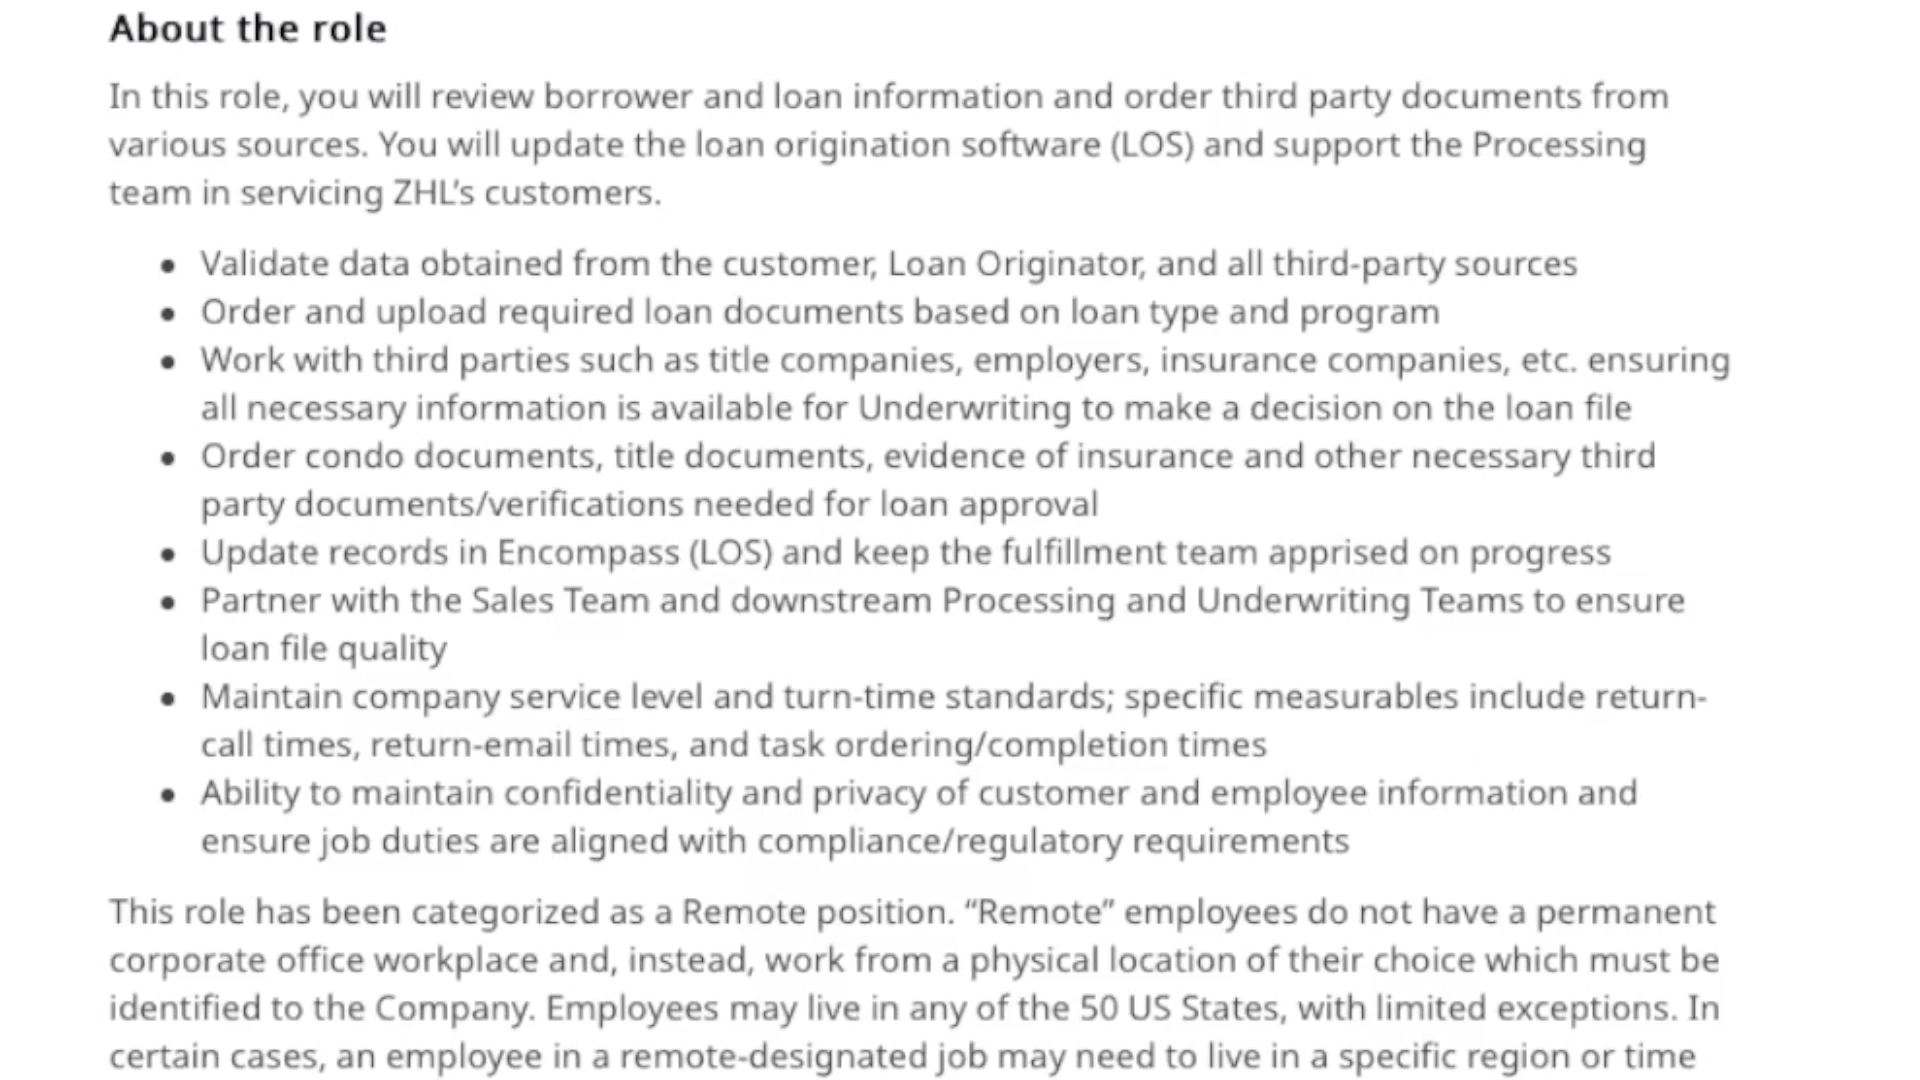 About the role
In this role, you will review borrower and loan information and order third party documents from
various sources. You will update the loan origination software (LOS) and support the Processing
team in servicing ZHL’s customers.
• Validate data obtained from the customer, Loan Originator, and all third-party sources
• Order and upload required loan documents based on loan type and program
• Work with third parties such as title companies, employers, insurance companies, etc. ensuring
all necessary information is available for Underwriting to make a decision on the loan file
• Order condo documents, title documents, evidence of insurance and other necessary third
party documents/verifications needed for loan approval
• Update records in Encompass (LOS) and keep the fulfillment team apprised on progress
• Partner with the Sales Team and downstream Processing and Underwriting Teams to ensure
loan file quality
• Maintain company service level and turn-time standards; specific measurables include return-
call times, return-email times, and task ordering/completion times
• Ability to maintain confidentiality and privacy of customer and employee information and
ensure job duties are aligned with compliance/regulatory requirements
This role has been categorized as a Remote position. “Remote” employees do not have a permanent
corporate office workplace and, instead, work from a physical location of their choice which must be
identified to the Company. Employees may live in any of the 50 US States, with limited exceptions. In
certain cases, an employee in a remote-designated job may need to live in a specific region or time